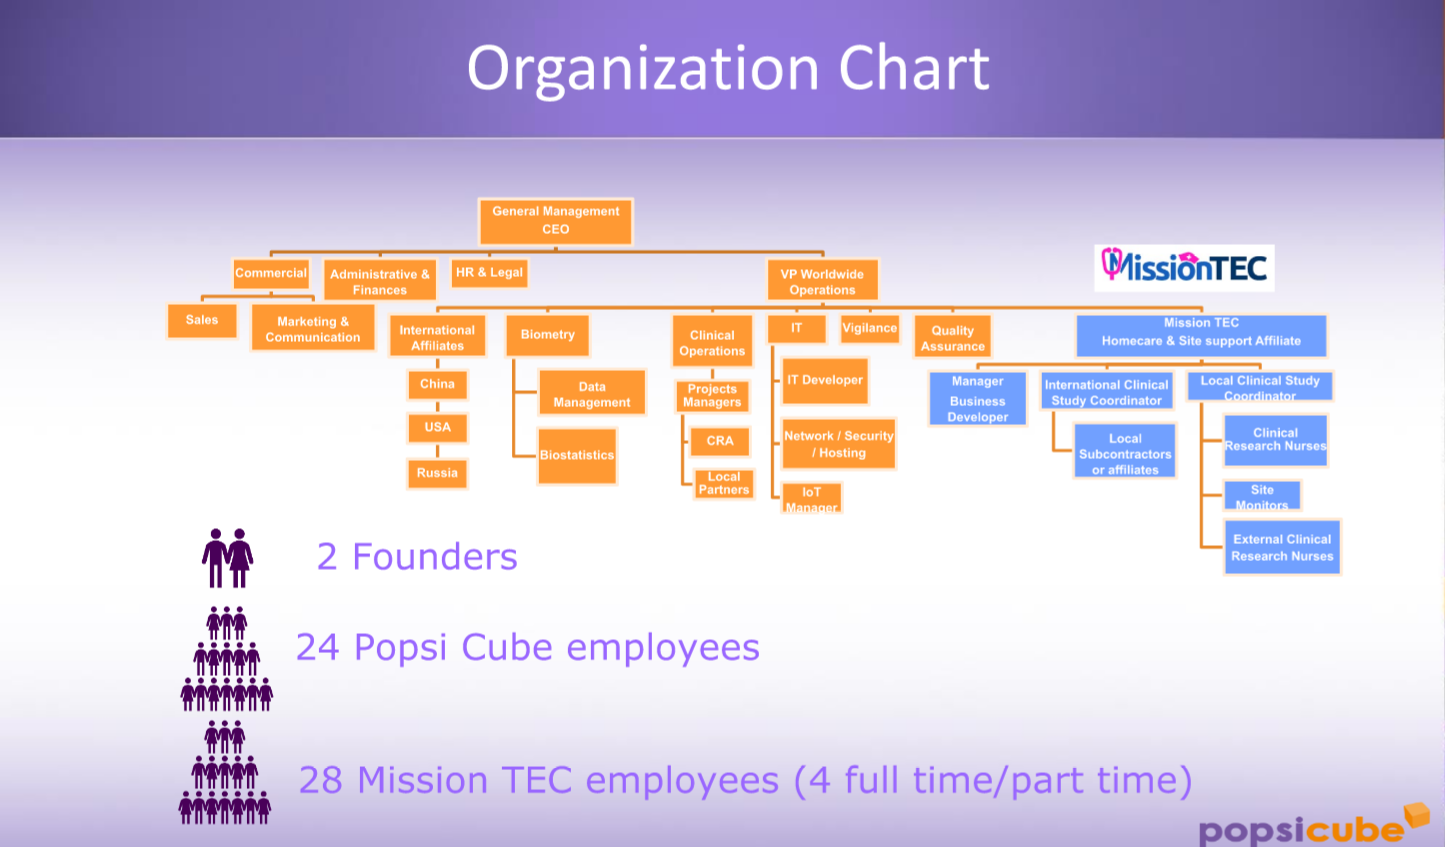 Organization Chart
General Management
CEO
Commercial
Administrative &
Finances
HR & Legal
VP Worldwide
Operations
MissionTEC
Sales
Marketing &
Communication
International
Affiliates
Biometry
Clinical
Operations
IT
Vigilance
Quality
Assurance
Mission TEC
Homecare & Site support Affiliate
China
USA
Russia
Data
Management
Biostatistics
Projects
Managers
CRA
Local
Partners
IT Developer
Network / Security
/ Hosting
IoT
Manager
Manager
Business
Developer
International Clinical
Study Coordinator
Local
Subcontractors
or affiliates
Local Clinical Study
Coordinator
Clinical
Research Nurses
Site
Monitors
External Clinical
Research Nurses
2 Founders
24 Popsi Cube employees
28 Mission TEC employees (4 full time/part time)
popsicube